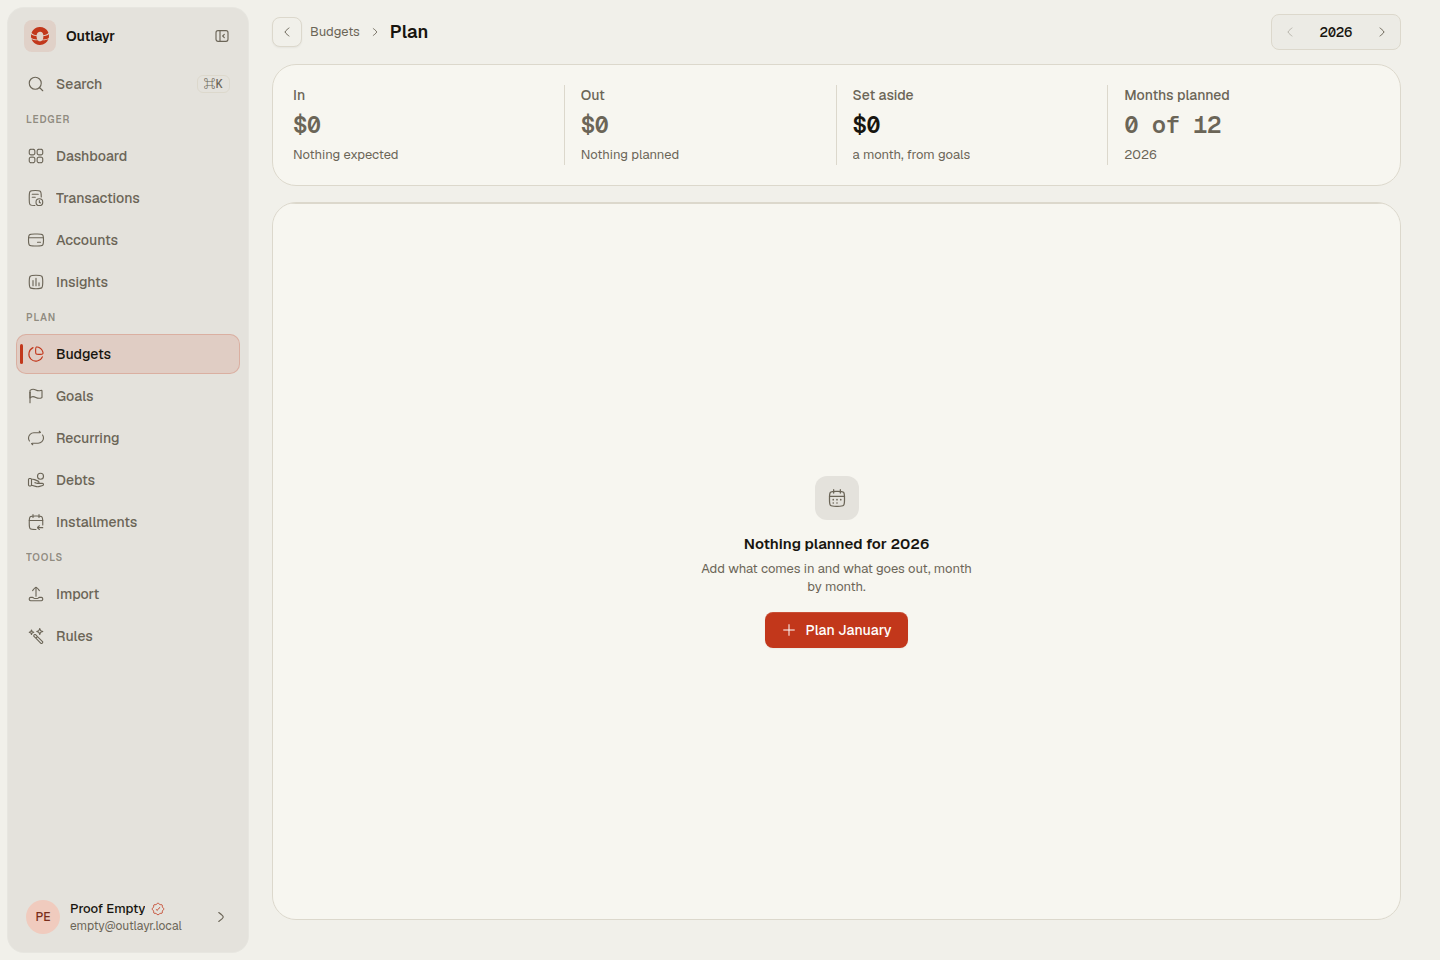 Outlayr
Search ⌘K
LEDGER
Dashboard
Transactions
Accounts
Insights
PLAN
Budgets
Goals
Recurring
Debts
Installments
TOOLS
Import
Rules
PE
Proof Empty
empty@outlayr.local
Budgets > Plan
2026
In
$0
Nothing expected
Out
$0
Nothing planned
Set aside
$0
a month, from goals
Months planned
0 of 12
2026
Nothing planned for 2026
Add what comes in and what goes out, month
by month.
+ Plan January